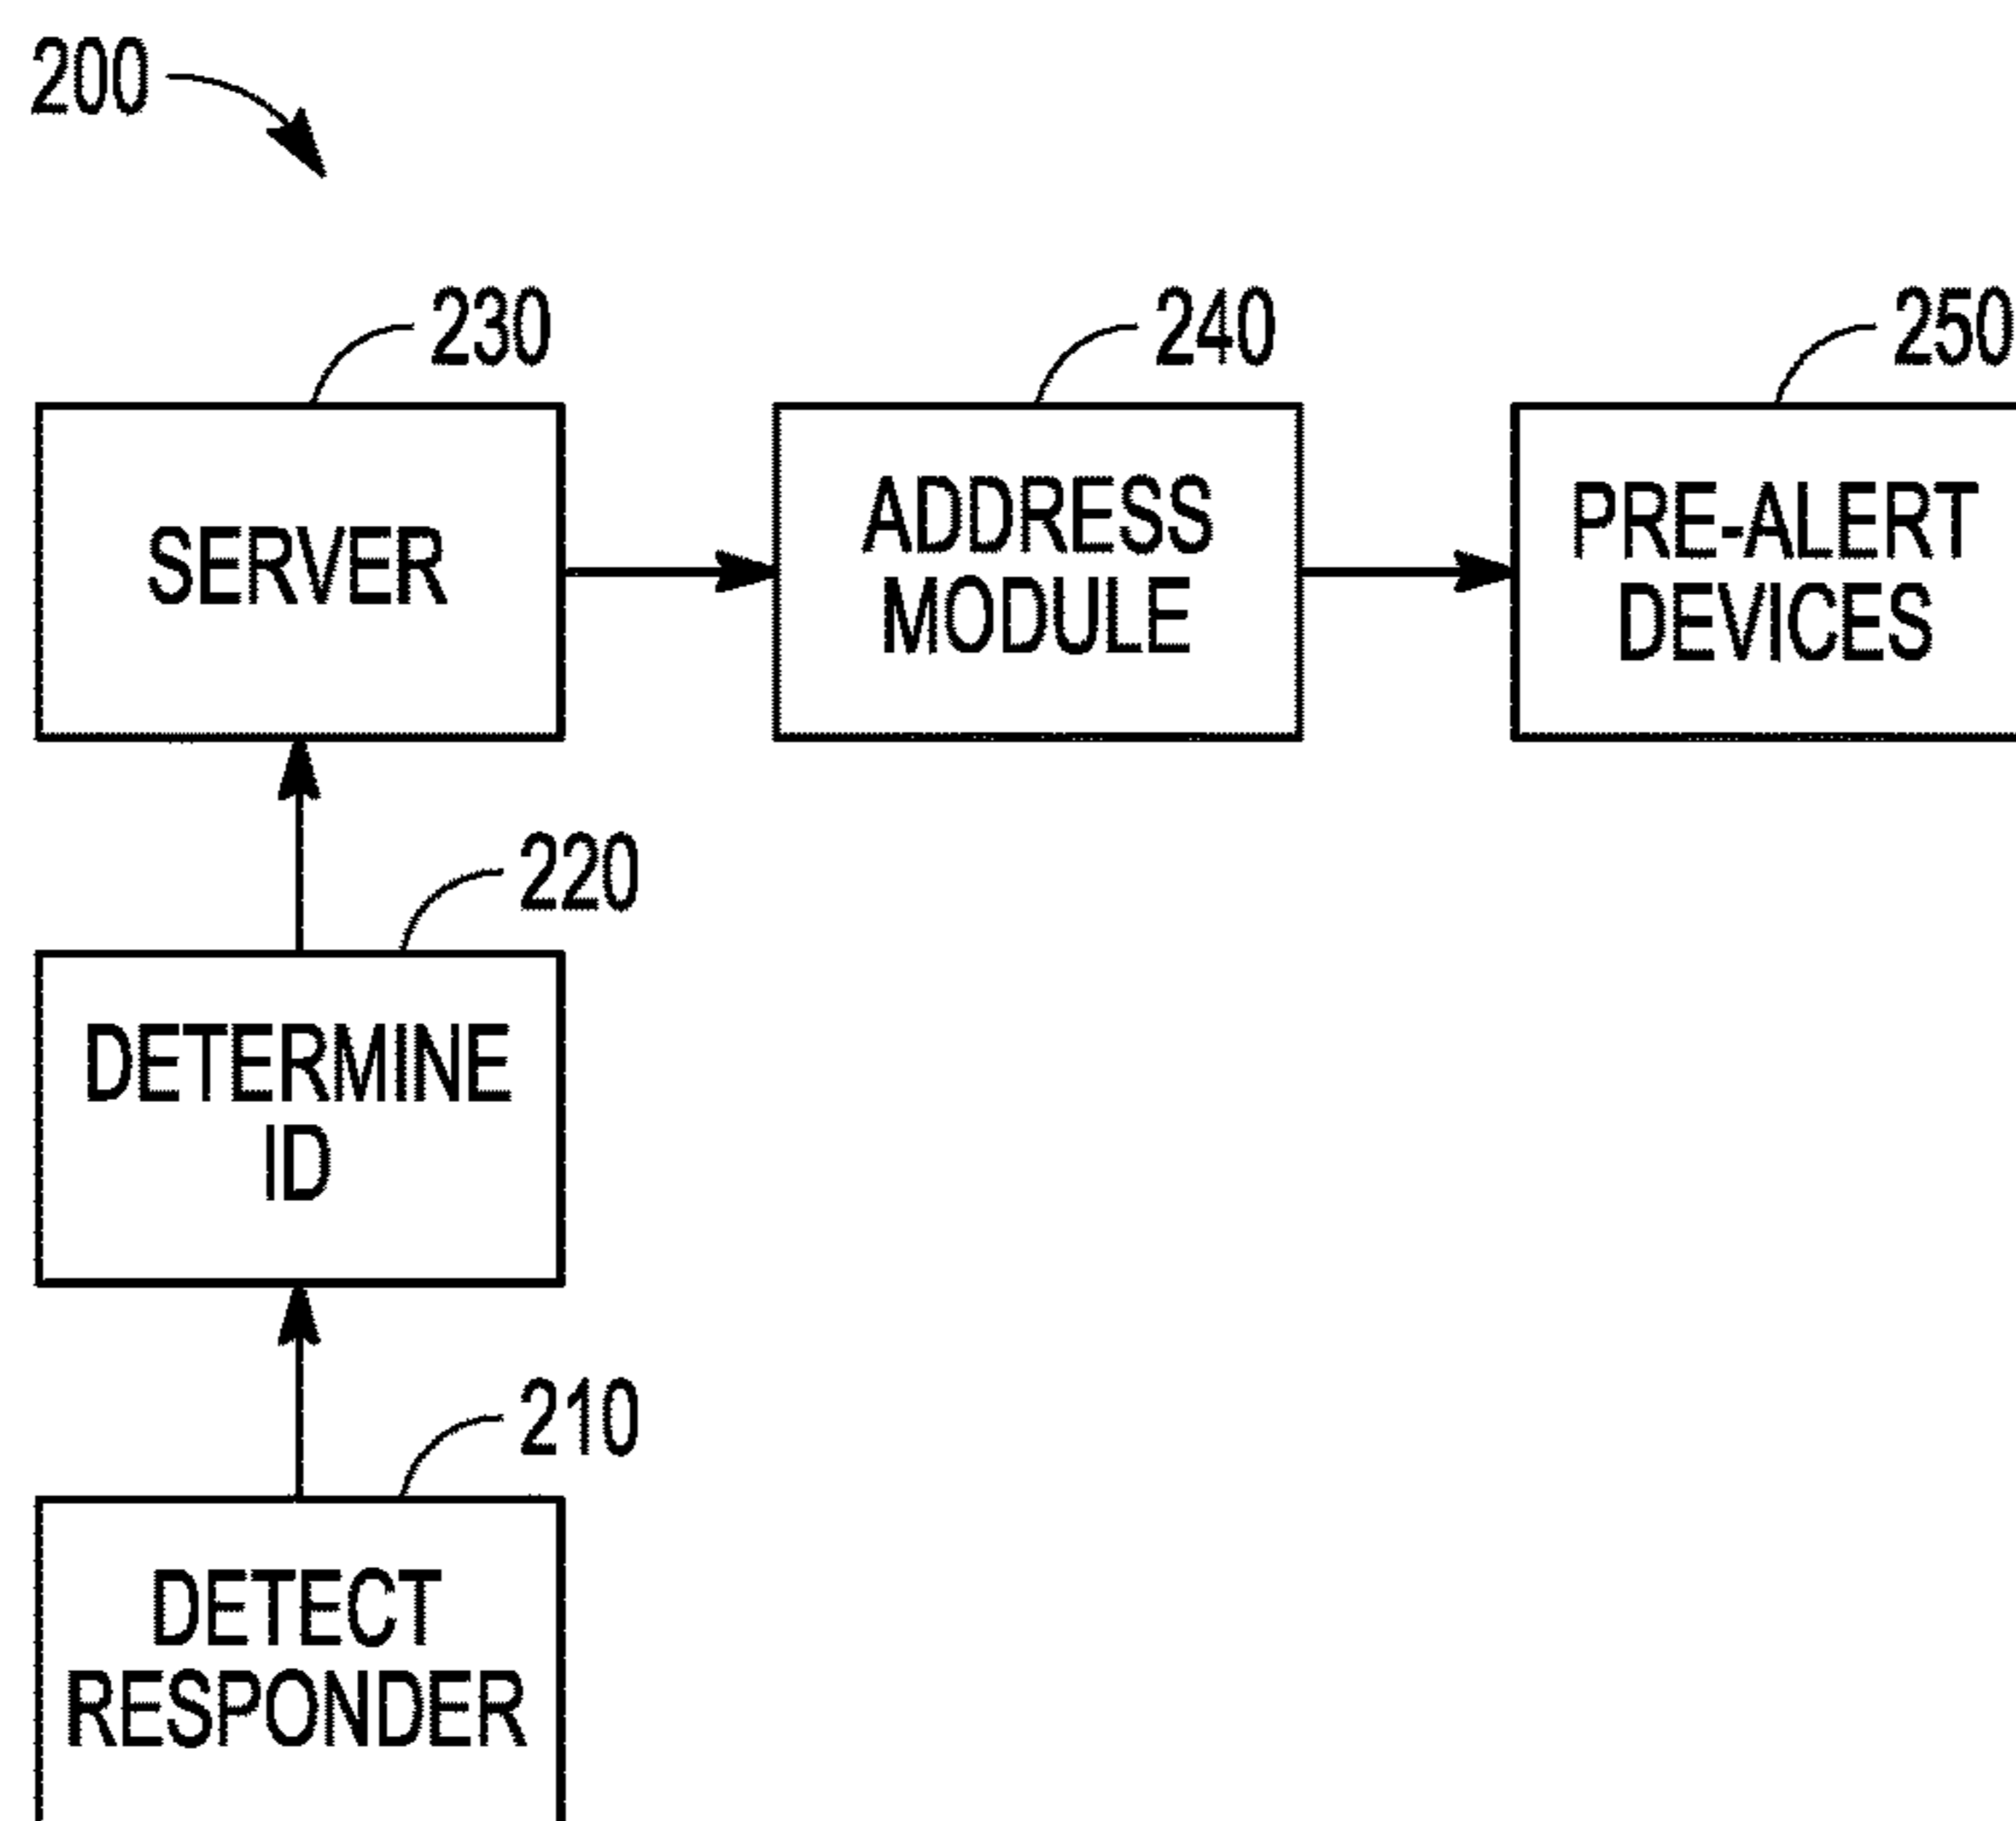 200
230
240
250
SERVER
ADDRESS
MODULE
PRE-ALERT
DEVICES
220
DETERMINE
ID
210
DETECT
RESPONDER